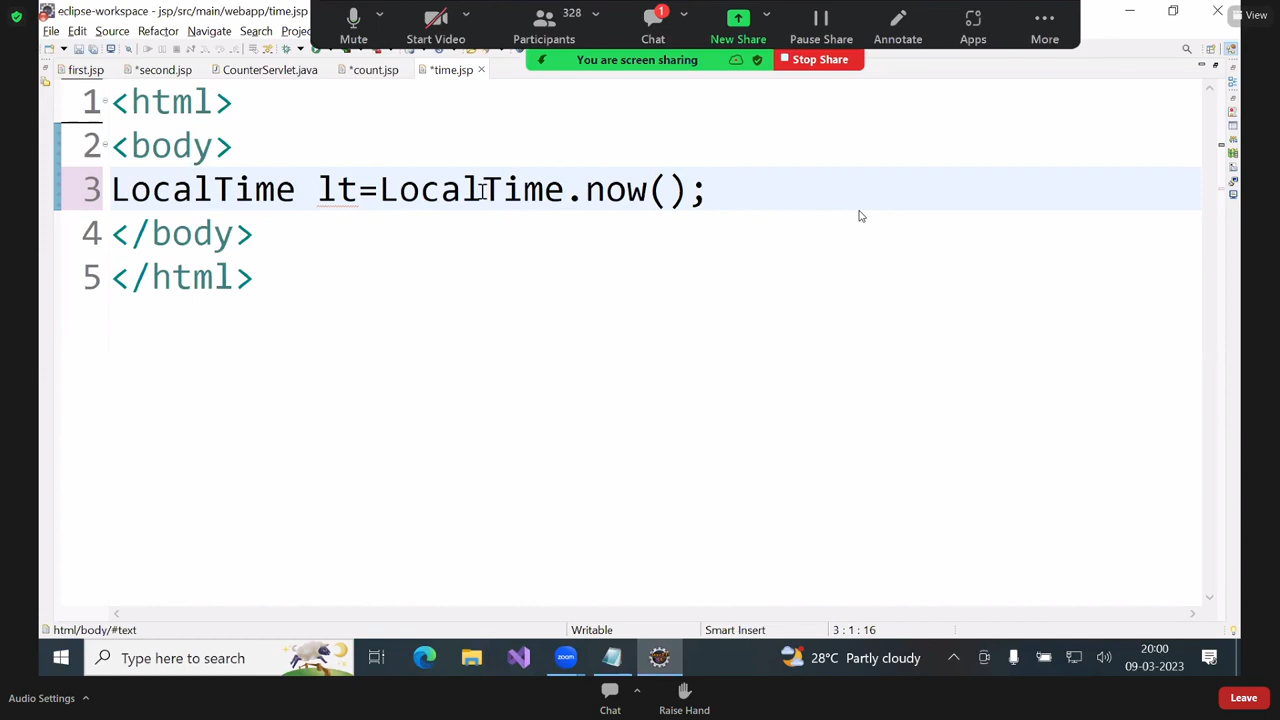 eclipse-workspace - jsp/src/main/webapp/time.jsp
File Edit Source Refactor Navigate Search Projec
Mute
Start Video
328
Participants
1
Chat
New Share
Pause Share
Annotate
Apps
More
View
You are screen sharing
Stop Share
first.jsp
*second.jsp
CounterServlet.java
*count.jsp
*time.jsp
1 <html>
2 <body>
3 LocalTime lt=LocalTime.now();
4 </body>
5 </html>
html/body/#text
Writable
Smart Insert
3 : 1 : 16
Type here to search
28°C Partly cloudy
20:00
09-03-2023
Audio Settings
Chat
Raise Hand
Leave